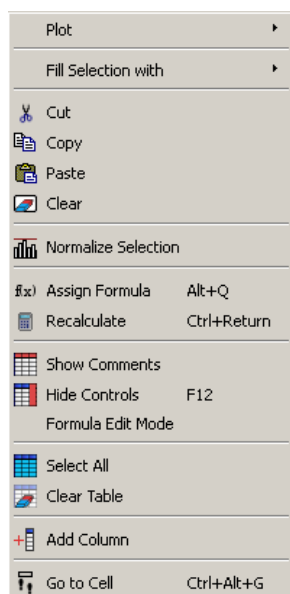 Plot
Fill Selection with
Cut
Copy
Paste
Clear
Normalize Selection
f(x) Assign Formula Alt+Q
Recalculate Ctrl+Return
Show Comments
Hide Controls F12
Formula Edit Mode
Select All
Clear Table
Add Column
Go to Cell Ctrl+Alt+G